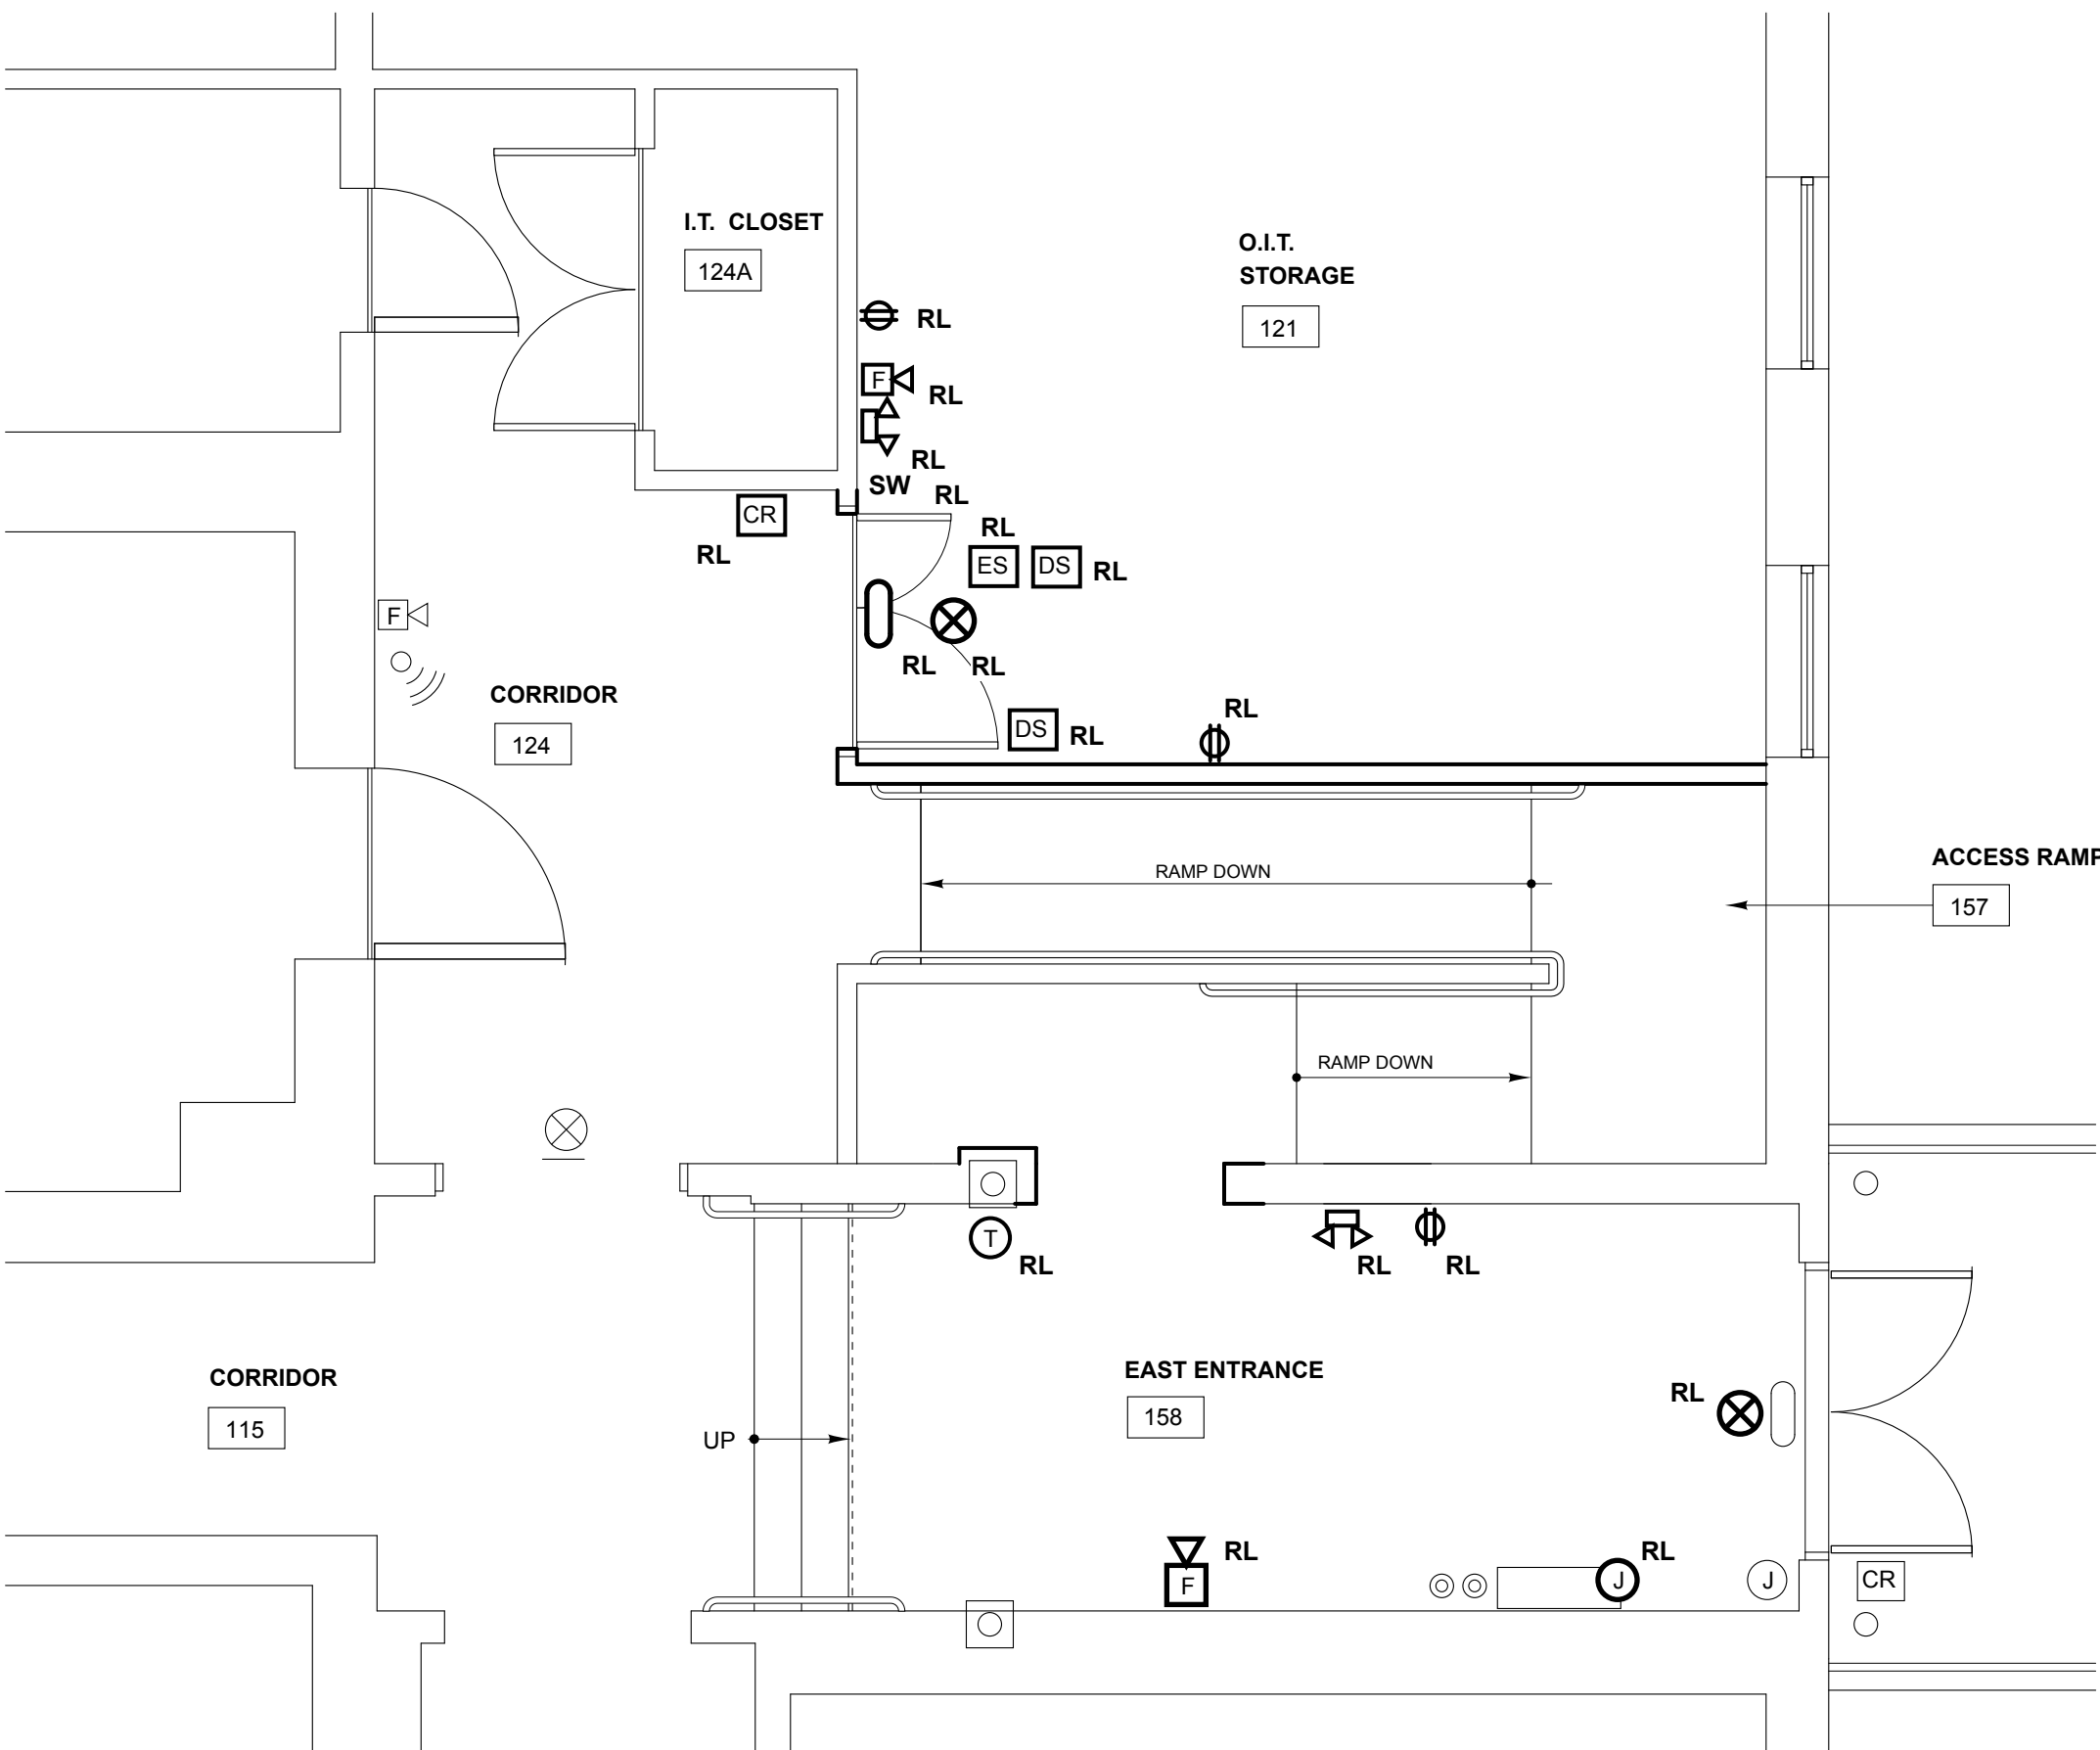 I.T. CLOSET
124A
O.I.T.
STORAGE
121
RL
F
RL
RL
SW
RL
CR
RL
RL
ES
DS
RL
F
RL
RL
CORRIDOR
124
DS
RL
RL
RAMP DOWN
ACCESS RAMP
157
RAMP DOWN
T
RL
RL
RL
CORRIDOR
115
EAST ENTRANCE
158
RL
UP
RL
F
RL
J
J
CR